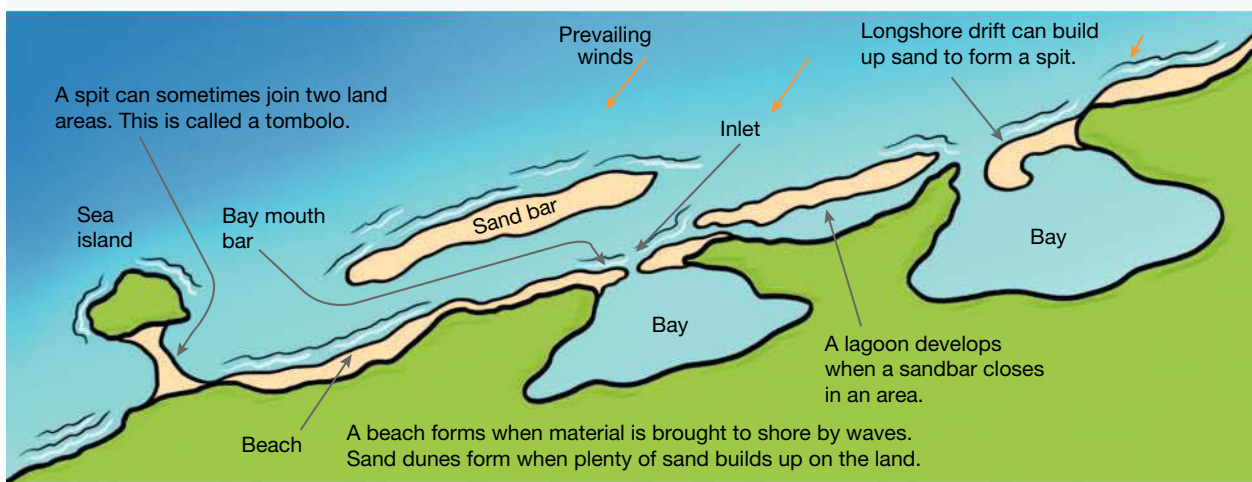 Prevailing
winds
Longshore drift can build
up sand to form a spit.
A spit can sometimes join two land
areas. This is called a tombolo.
Inlet
Sea
island
Bay mouth
bar
Sand bar
Bay
Bay
A lagoon develops
when a sandbar closes
in an area.
Beach
A beach forms when material is brought to shore by waves.
Sand dunes form when plenty of sand builds up on the land.